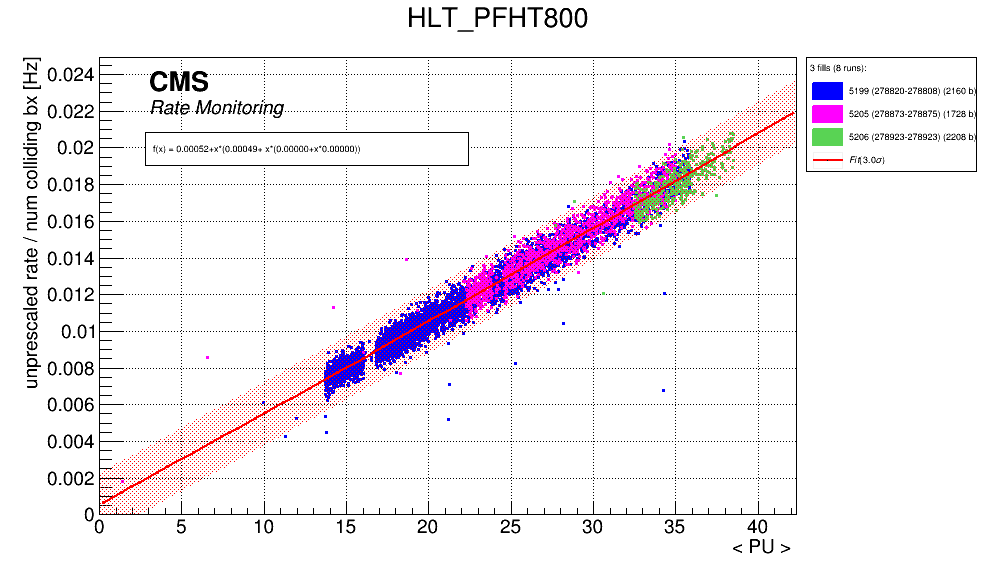 HLT_PFHT800
unprescaled rate / num colliding bx [Hz]
0.024
0.022
0.02
0.018
0.016
0.014
0.012
0.01
0.008
0.006
0.004
0.002
0
CMS
Rate Monitoring
f(x) = 0.00052+x*(0.00049+ x*(0.00000+x*0.00000))
0 5 10 15 20 25 30 35 40
< PU >
3 fills (8 runs):
5199 (278820-278808) (2160 b)
5205 (278873-278875) (1728 b)
5206 (278923-278923) (2208 b)
Fit(3.0σ)